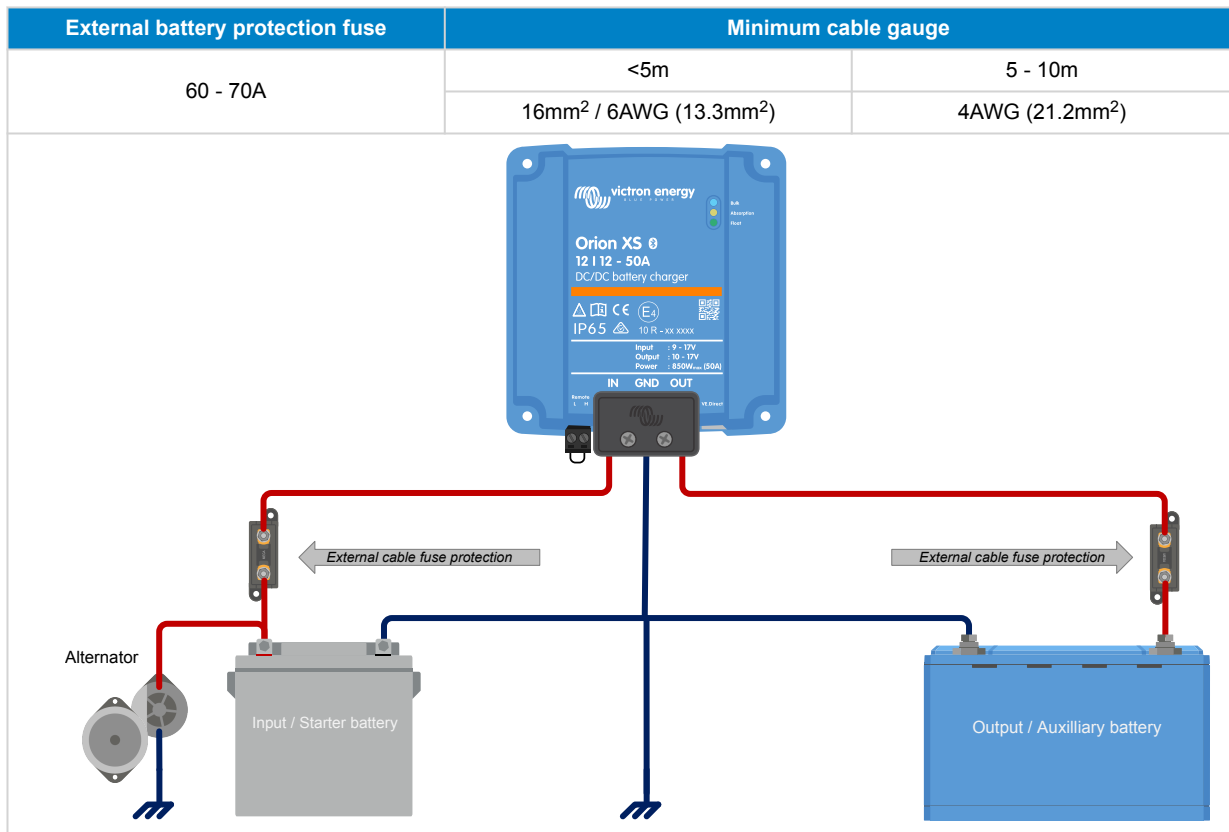 External battery protection fuse
Minimum cable gauge
60 - 70A
<5m
5 - 10m
16mm² / 6AWG (13.3mm²)
4AWG (21.2mm²)
victron energy
BLUE POWER
Bulk
Absorption
Float
Orion XS
12 | 12 - 50A
DC/DC battery charger
CE
E4
IP65
10 R - xx xxxx
Input : 9 - 17V
Output : 10 - 17V
Power : 850Wmax (50A)
IN GND OUT
Remote
L H
VE.Direct
External cable fuse protection
External cable fuse protection
Alternator
Input / Starter battery
Output / Auxilliary battery